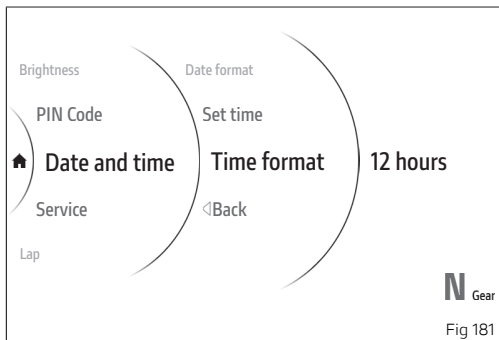 Brightness
PIN Code
Date and time
Service
Lap
Date format
Set time
Time format
Back
12 hours
N Gear
Fig 181